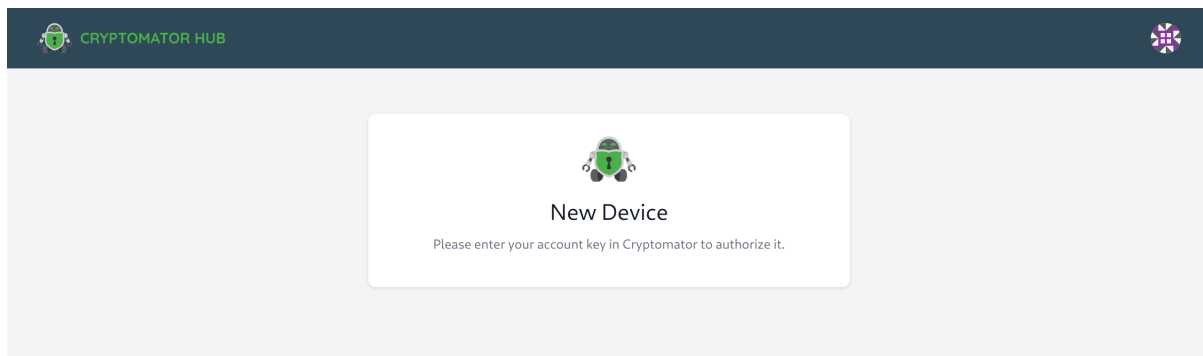 CRYPTOMATOR HUB
New Device
Please enter your account key in Cryptomator to authorize it.